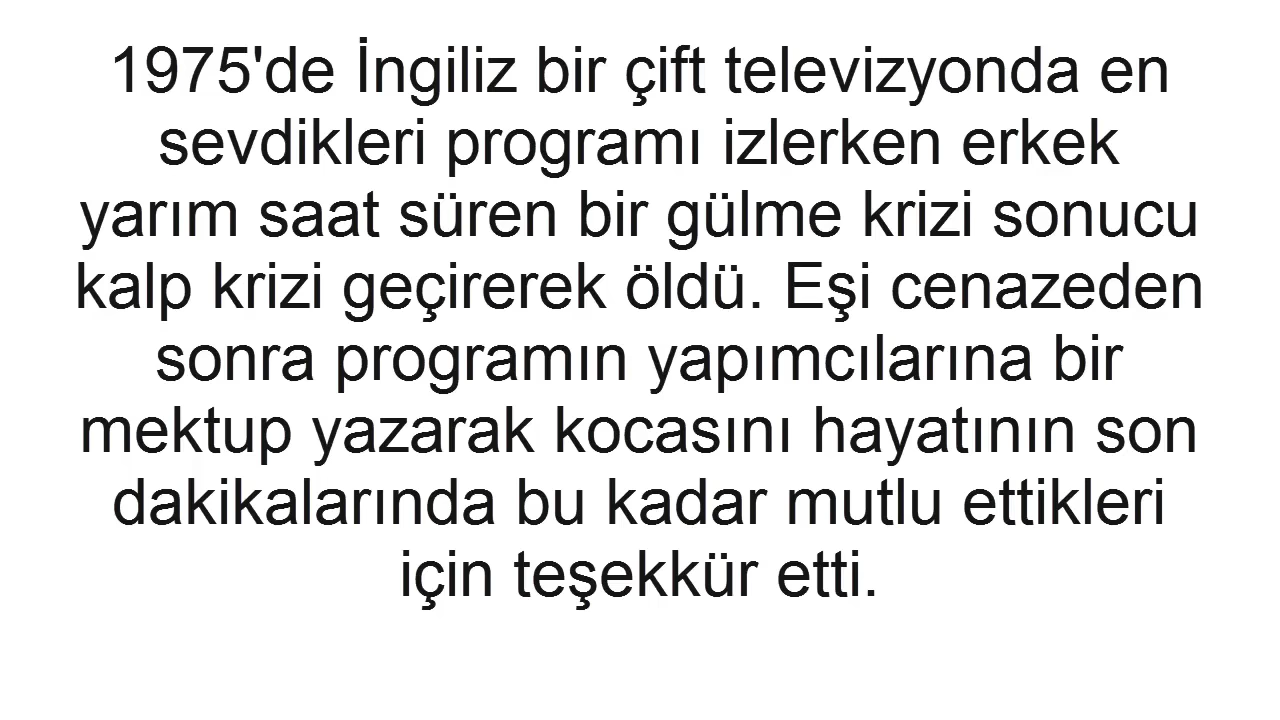 1975'de İngiliz bir çift televizyonda en
sevdikleri programı izlerken erkek
yarım saat süren bir gülme krizi sonucu
kalp krizi geçirerek öldü. Eşi cenazeden
sonra programın yapımcılarına bir
mektup yazarak kocasını hayatının son
dakikalarında bu kadar mutlu ettikleri
için teşekkür etti.